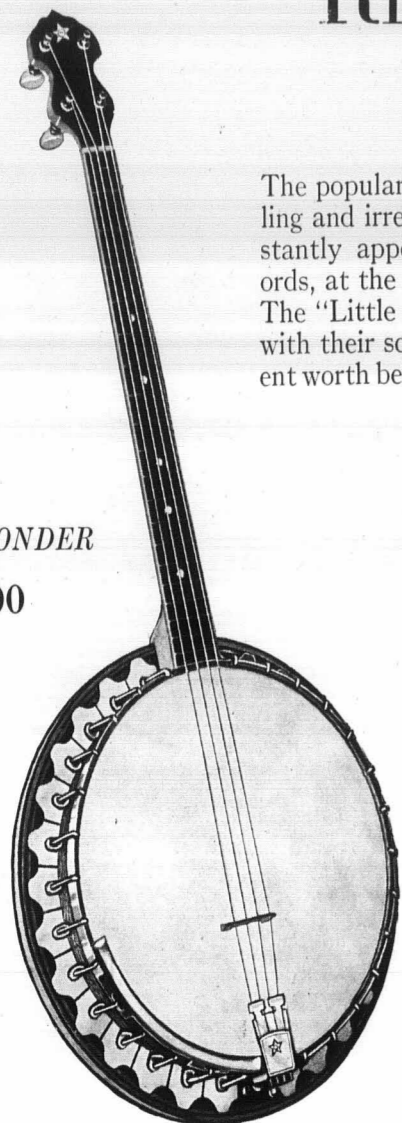 The popular
ling and irre
stantly appe
ords, at the
The "Little
with their so
ent worth be
ONDER
00